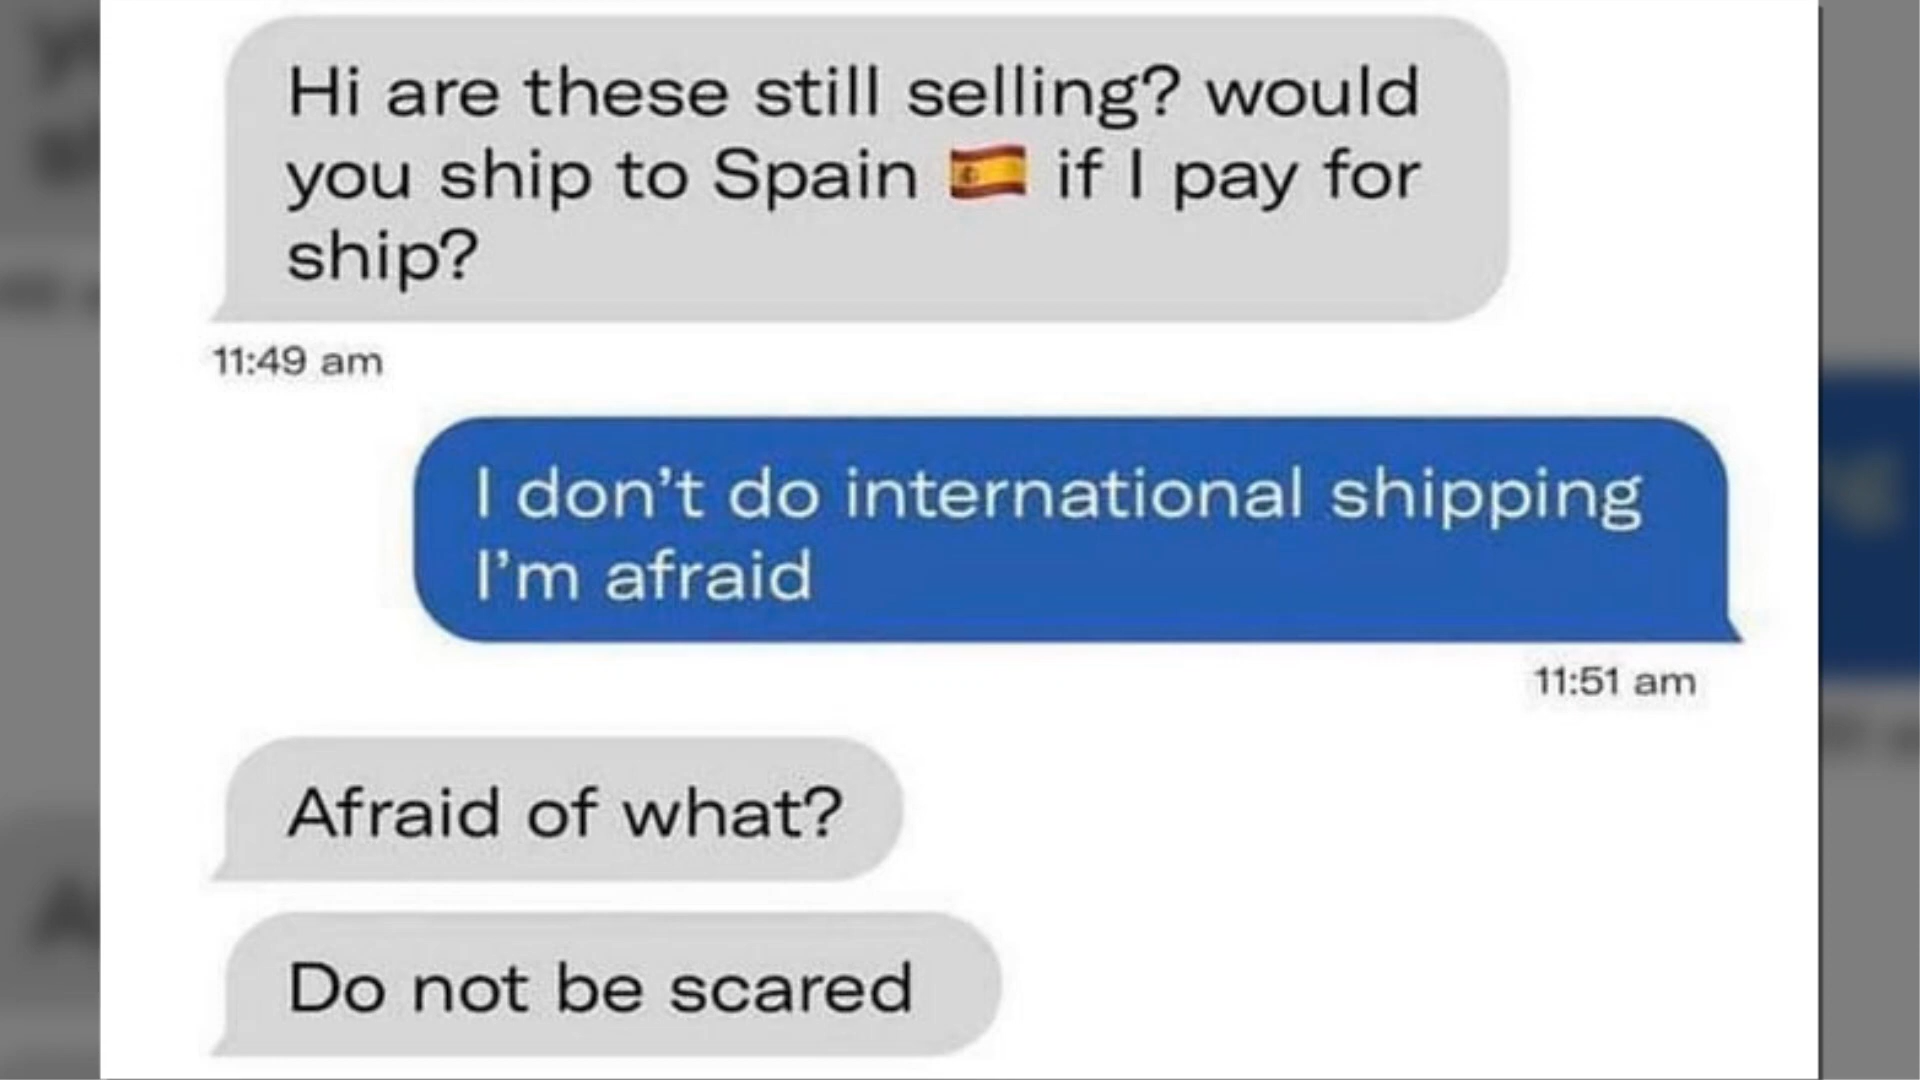 Hi are these still selling? would
you ship to Spain 🇪🇸 if I pay for
ship?
11:49 am
I don't do international shipping
I'm afraid
11:51 am
Afraid of what?
Do not be scared